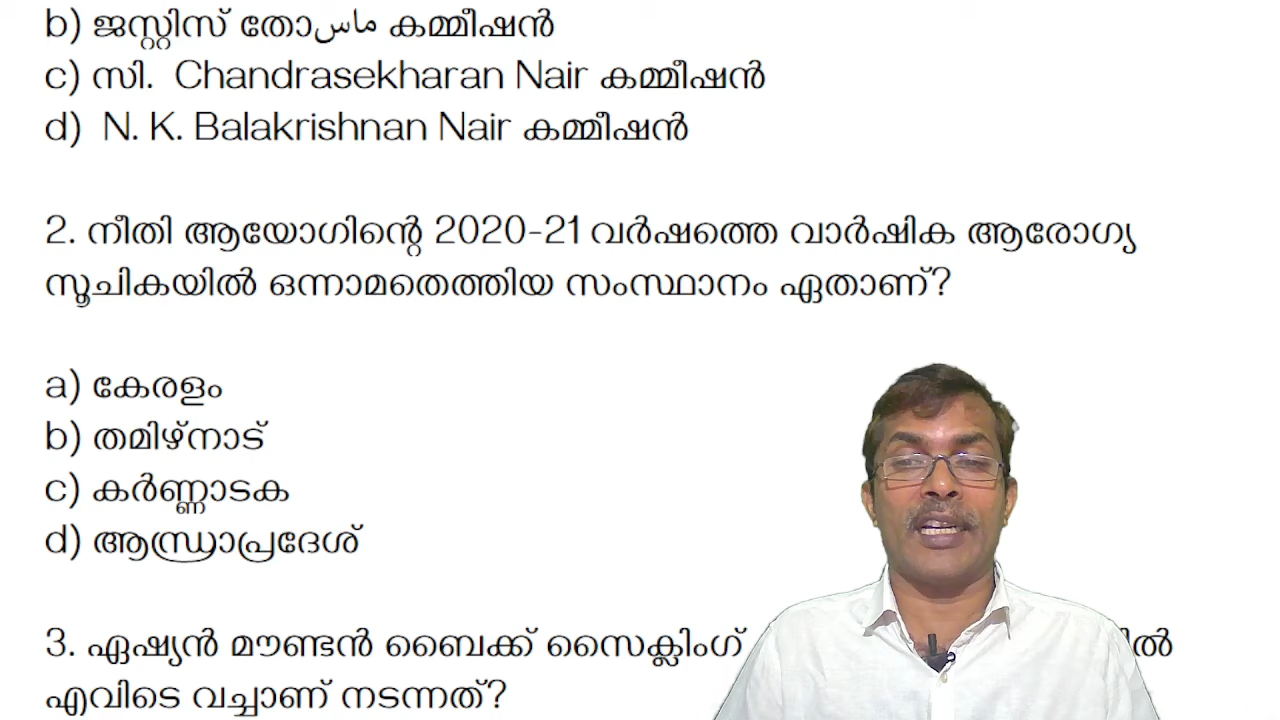 b) ജസ്റ്റിസ് തോماس കമ്മീഷൻ
c) സി. Chandrasekharan Nair കമ്മീഷൻ
d) N. K. Balakrishnan Nair കമ്മീഷൻ
2. നീതി ആയോഗിന്റെ 2020-21 വർഷത്തെ വാർഷിക ആരോഗ്യ
സൂചികയിൽ ഒന്നാമതെത്തിയ സംസ്ഥാനം ഏതാണ്?
a) കേരളം
b) തമിഴ്നാട്
c) കർണ്ണാടക
d) ആന്ധ്രാപ്രദേശ്
3. ഏഷ്യൻ മൗണ്ടൻ ബൈക്ക് സൈക്ലിംഗ്
എവിടെ വച്ചാണ് നടന്നത്?